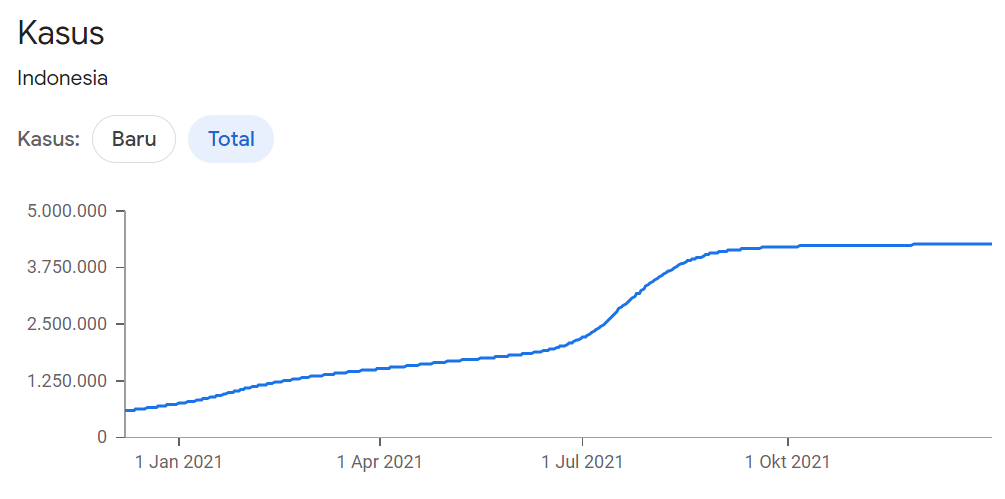 Kasus
Indonesia
Kasus: Baru Total
5.000.000
3.750.000
2.500.000
1.250.000
0
1 Jan 2021 1 Apr 2021 1 Jul 2021 1 Okt 2021